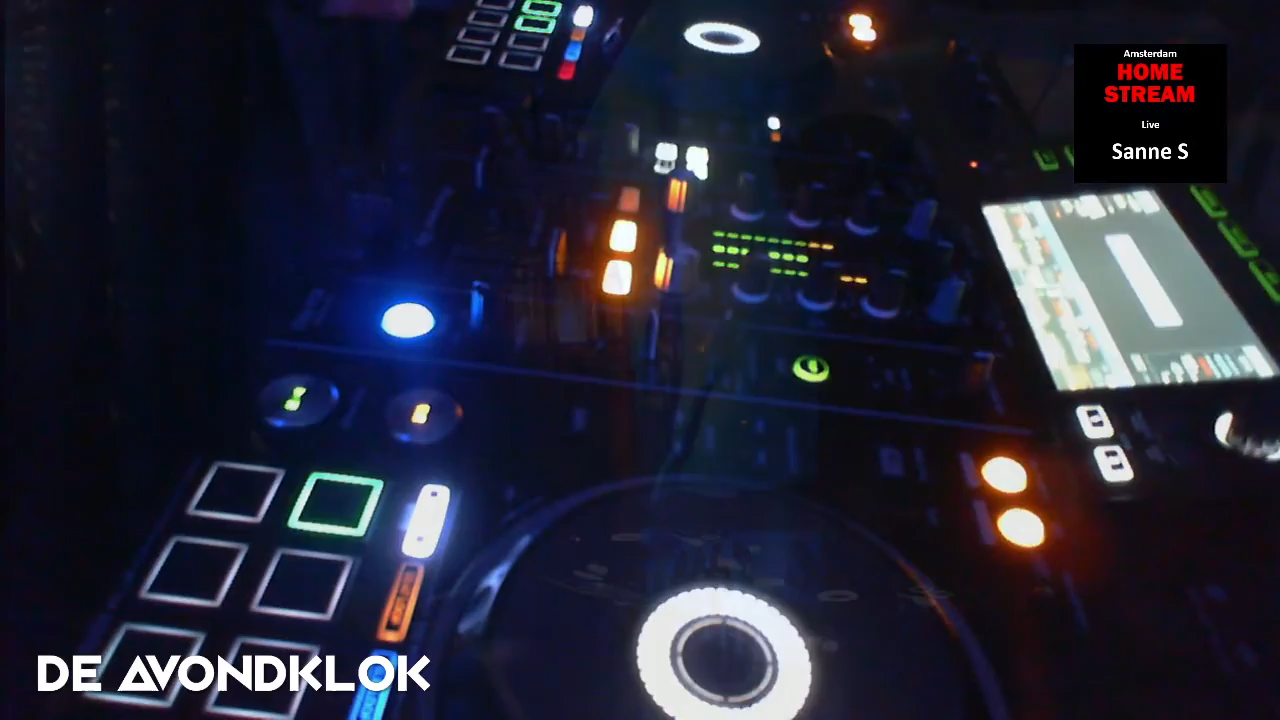 Amsterdam
HOME
STREAM
Live
Sanne S
DE AVONDKLOK